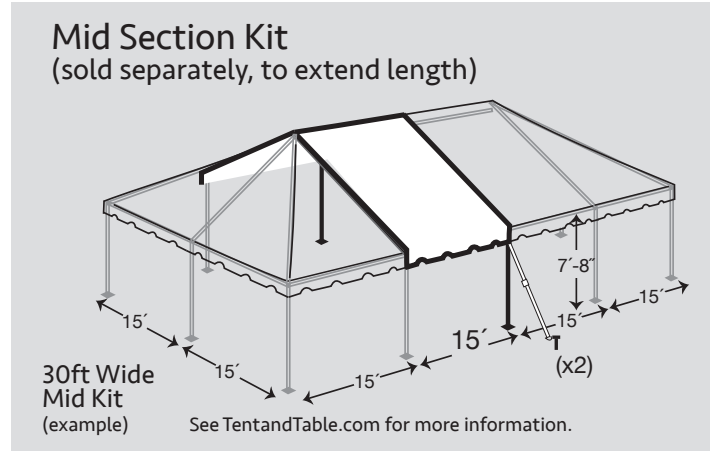 Mid Section Kit
(sold separately, to extend length)
7´-8˝
15´
15´
15´
15´
15´
15´
(x2)
30ft Wide
Mid Kit
(example)
See TentandTable.com for more information.